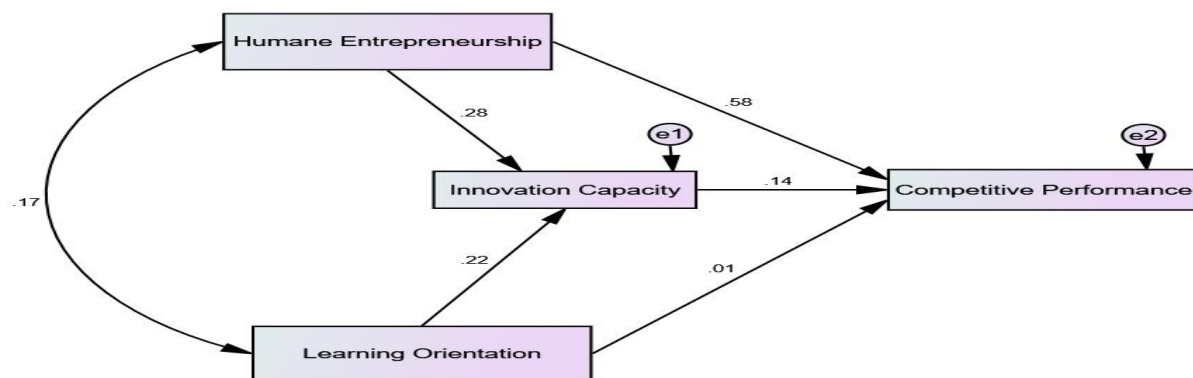 Humane Entrepreneurship
.58
.28
e1
e2
Innovation Capacity
.14
Competitive Performance
.17
.22
.01
Learning Orientation